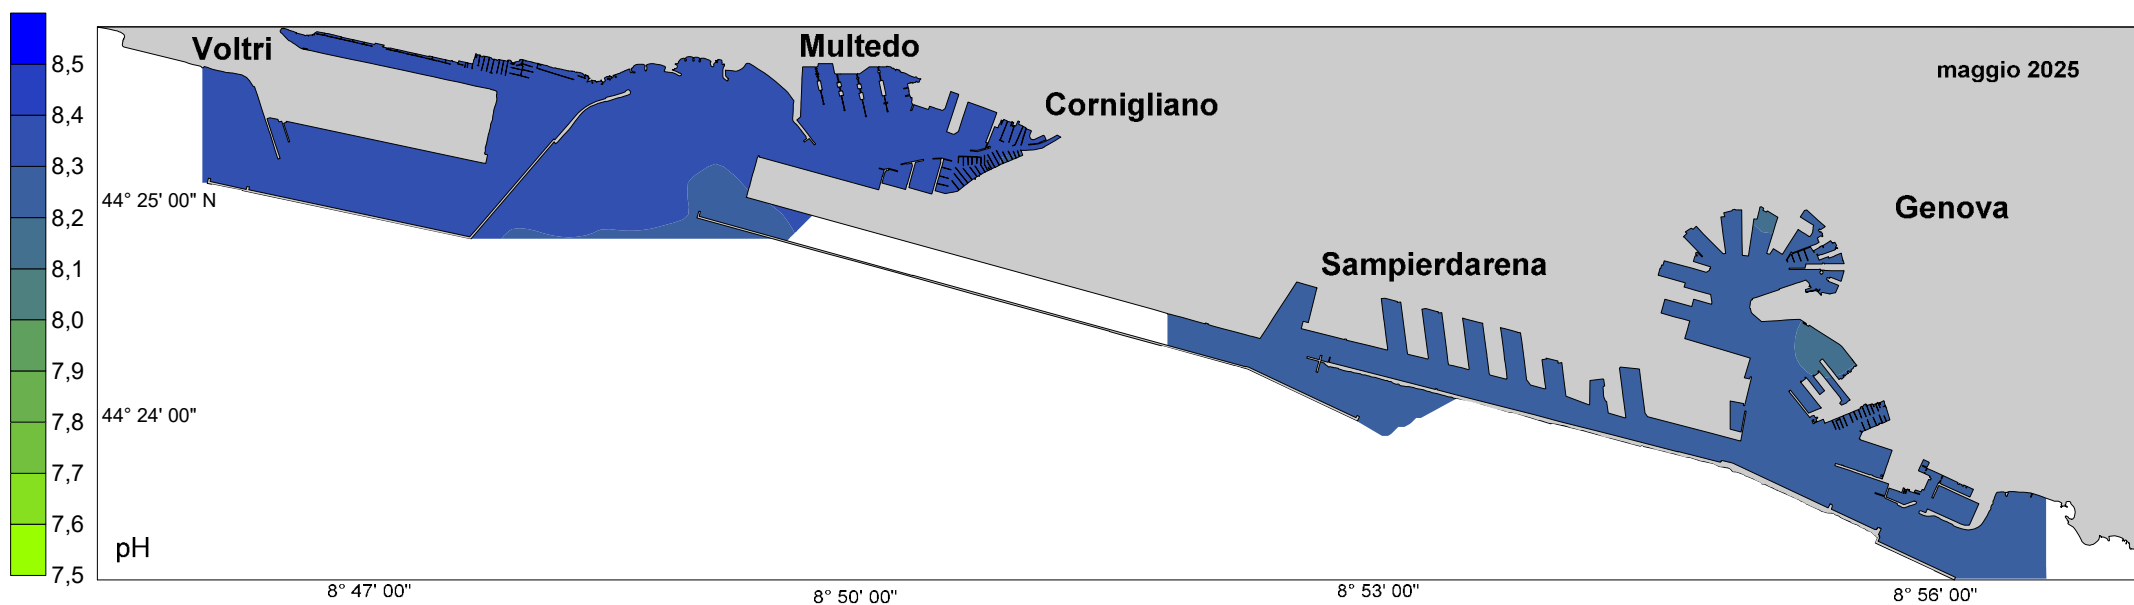 Voltri
Multedo
maggio 2025
Cornigliano
Genova
Sampierdarena
8,5
8,4
8,3
8,2
8,1
8,0
7,9
7,8
7,7
7,6
7,5
44° 25' 00" N
44° 24' 00"
pH
8° 47' 00"
8° 50' 00"
8° 53' 00"
8° 56' 00"